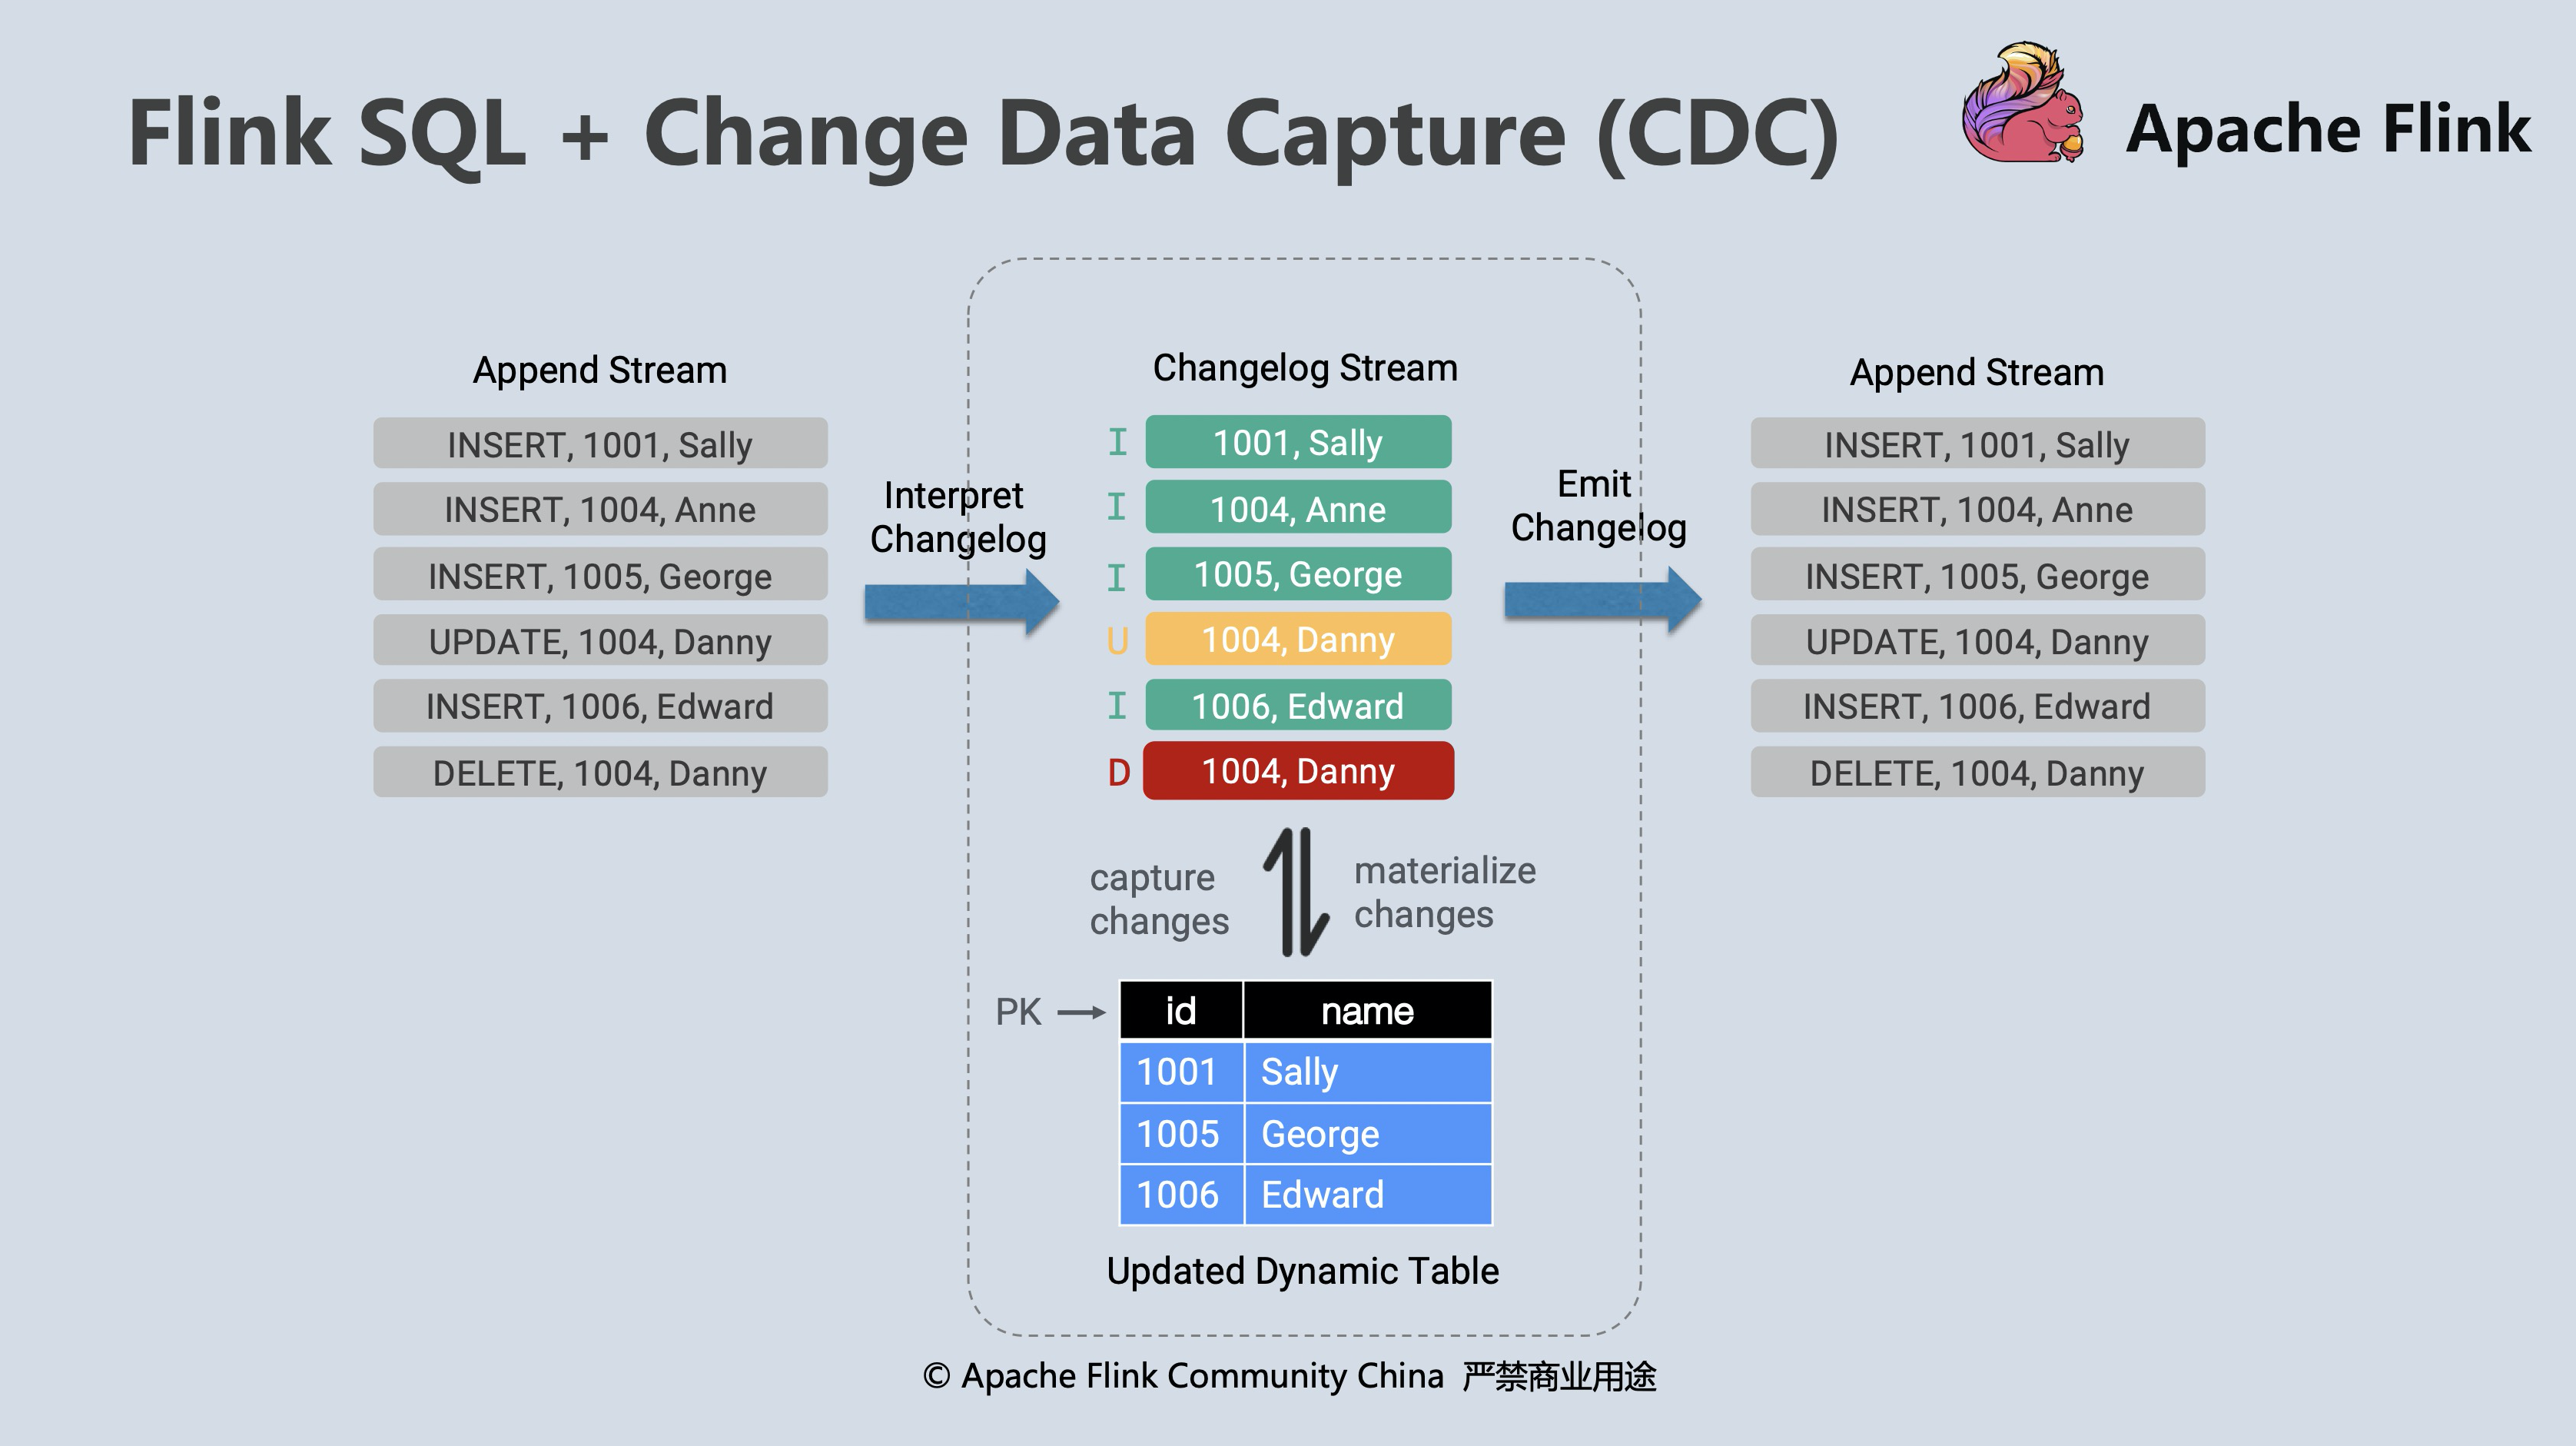 Flink SQL + Change Data Capture (CDC)
Apache Flink
Append Stream
INSERT, 1001, Sally
INSERT, 1004, Anne
INSERT, 1005, George
UPDATE, 1004, Danny
INSERT, 1006, Edward
DELETE, 1004, Danny
Interpret
Changelog
Changelog Stream
I 1001, Sally
I 1004, Anne
I 1005, George
U 1004, Danny
I 1006, Edward
D 1004, Danny
Emit
Changelog
Append Stream
INSERT, 1001, Sally
INSERT, 1004, Anne
INSERT, 1005, George
UPDATE, 1004, Danny
INSERT, 1006, Edward
DELETE, 1004, Danny
capture
changes
materialize
changes
PK
id name
1001 Sally
1005 George
1006 Edward
Updated Dynamic Table
© Apache Flink Community China 严禁商业用途